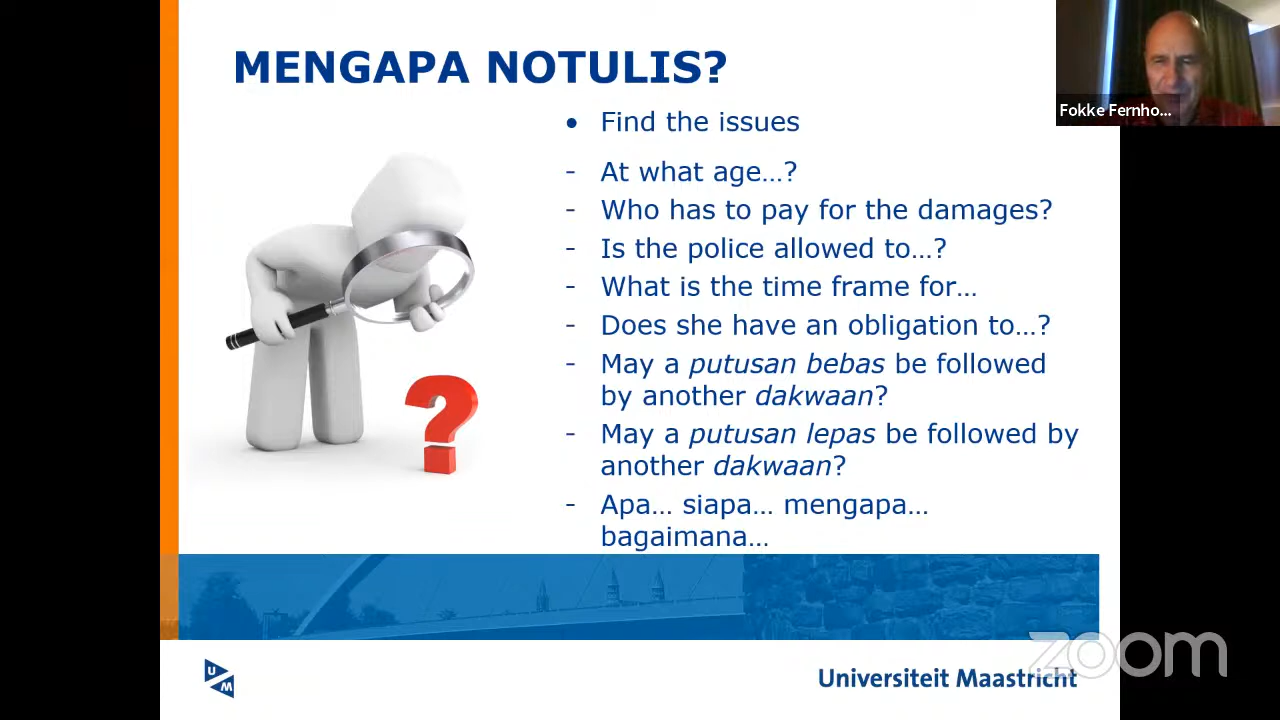 MENGAPA NOTULIS?
Fokke Fernho...
• Find the issues
- At what age…?
- Who has to pay for the damages?
- Is the police allowed to…?
- What is the time frame for…
- Does she have an obligation to…?
- May a putusan bebas be followed
by another dakwaan?
- May a putusan lepas be followed by
another dakwaan?
- Apa… siapa… mengapa…
bagaimana…
zoom
UM
Universiteit Maastricht